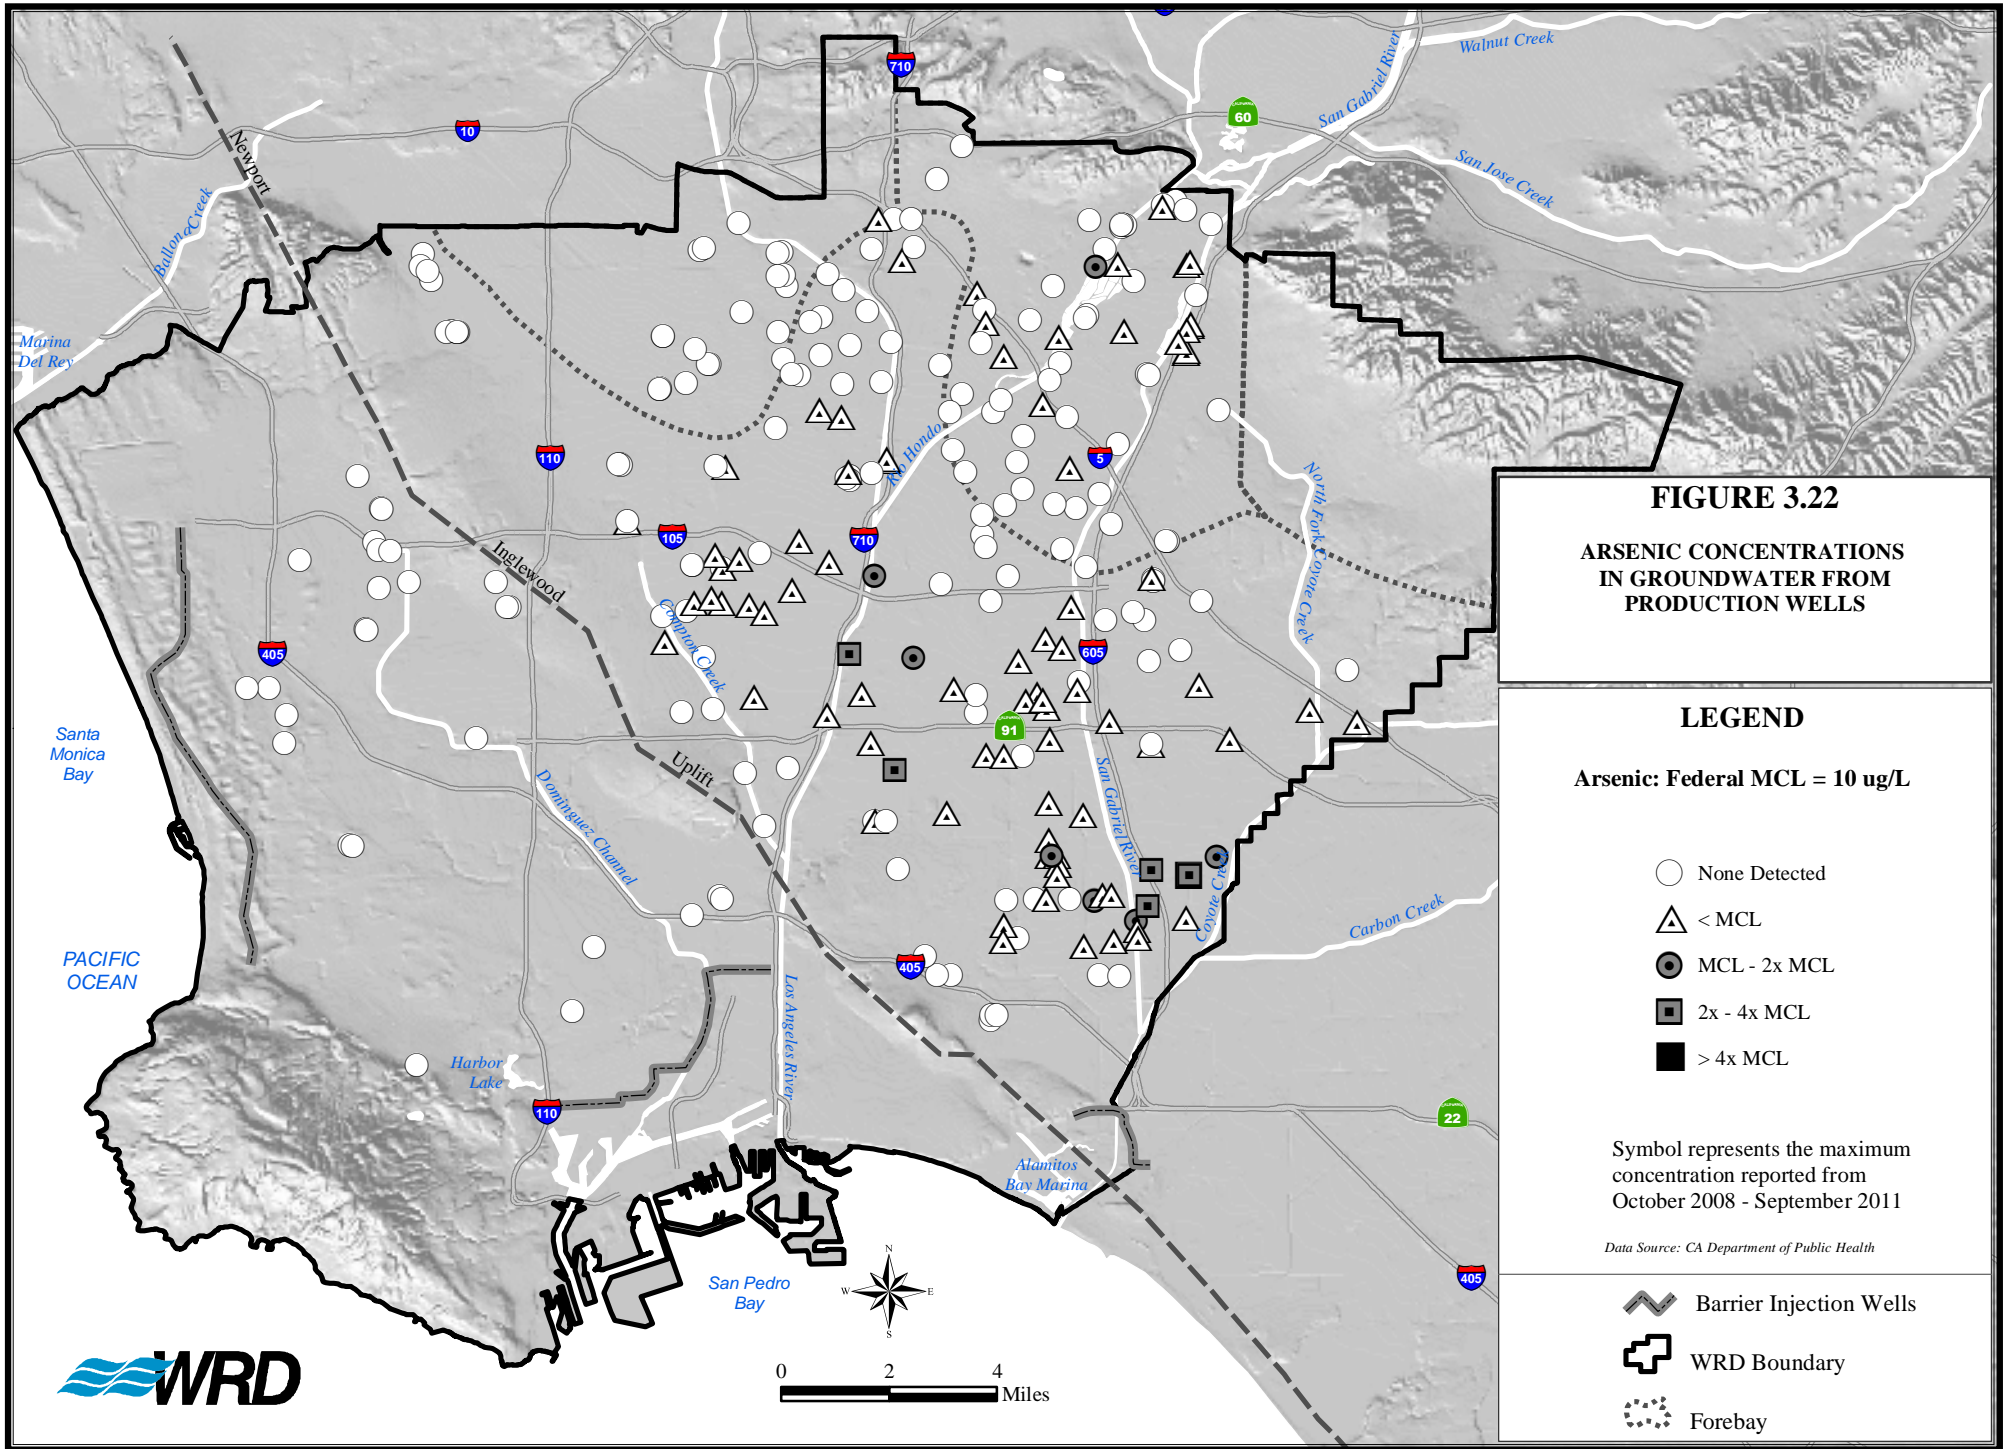 Walnut Creek
San Gabriel River
710
60
10
Newport
San Jose Creek
Ballona Creek
Marina
Del Rey
110
5
Rio Hondo
North Fork Coyote Creek
105
710
Inglewood
Compton Creek
405
605
Santa
Monica
Bay
91
Uplift
San Gabriel River
Dominguez Channel
Coyote Creek
Carbon Creek
PACIFIC
OCEAN
405
Los Angeles River
Harbor
Lake
110
22
Alamitos
Bay Marina
405
San Pedro
Bay
N
W
E
S
0 2 4
Miles
WRD
FIGURE 3.22
ARSENIC CONCENTRATIONS
IN GROUNDWATER FROM
PRODUCTION WELLS
LEGEND
Arsenic: Federal MCL = 10 ug/L
None Detected
< MCL
MCL - 2x MCL
2x - 4x MCL
> 4x MCL
Symbol represents the maximum
concentration reported from
October 2008 - September 2011
Data Source: CA Department of Public Health
Barrier Injection Wells
WRD Boundary
Forebay